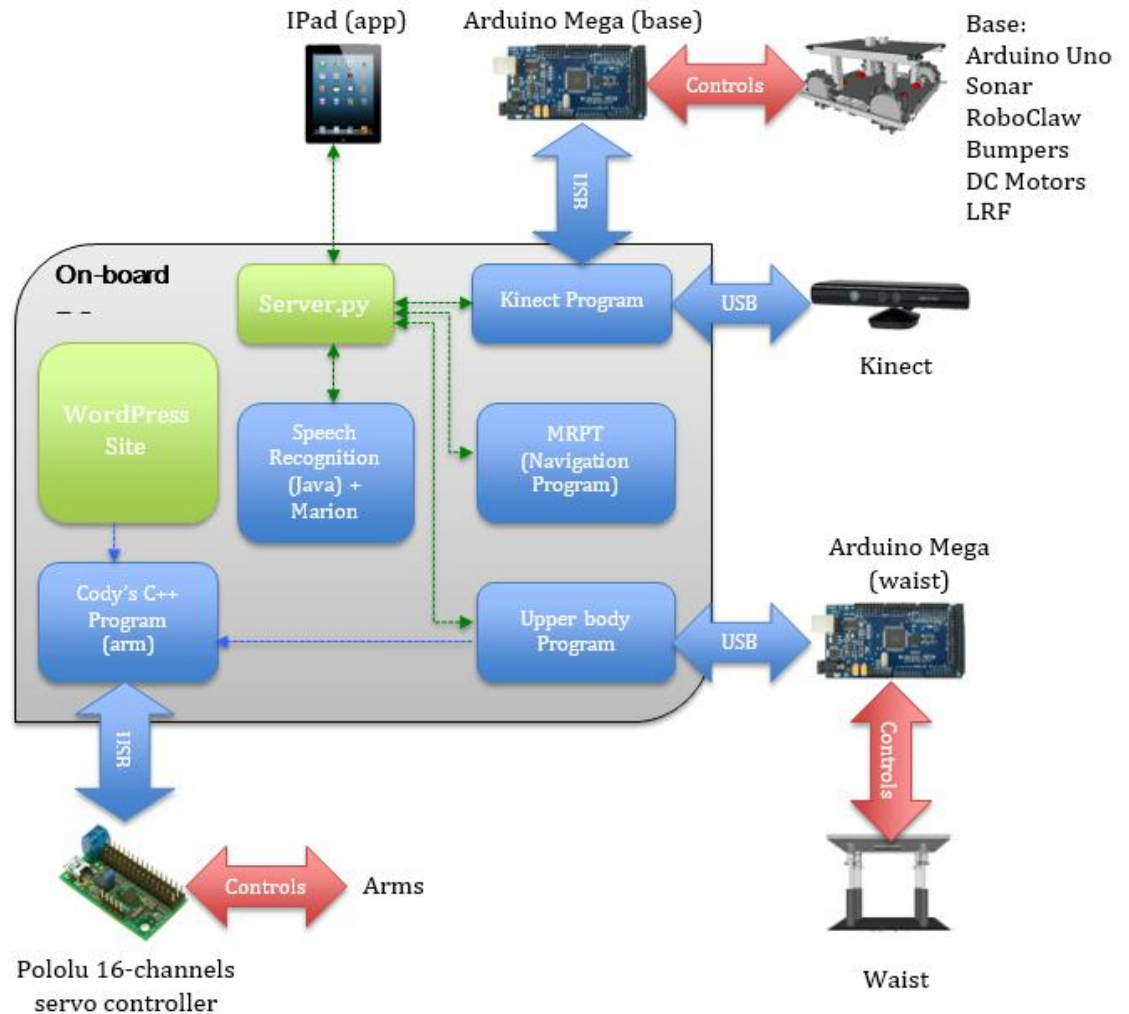 IPad (app)
Arduino Mega (base)
Base:
Arduino Uno
Sonar
RoboClaw
Bumpers
DC Motors
LRF
Controls
USB
On-board
– –
Server.py
Kinect Program
USB
Kinect
WordPress
Site
Speech
Recognition
(Java) +
Marion
MRPT
(Navigation
Program)
Arduino Mega
(waist)
Cody's C++
Program
(arm)
Upper body
Program
USB
Controls
USB
Controls
Arms
Waist
Pololu 16-channels
servo controller